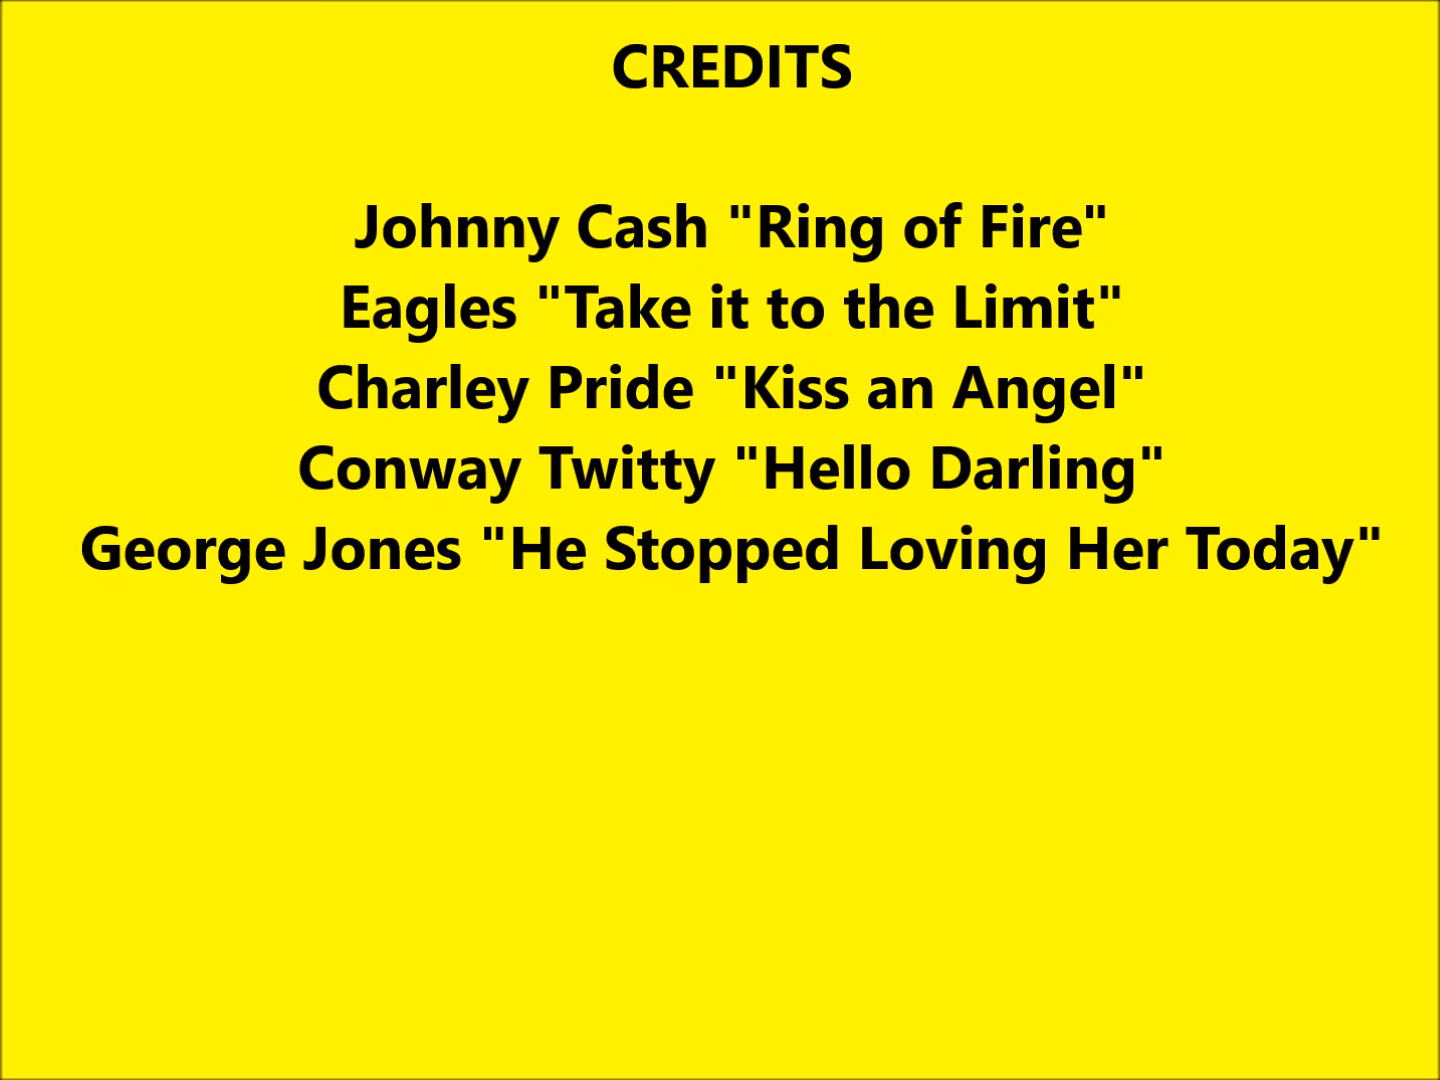 CREDITS
Johnny Cash "Ring of Fire"
Eagles "Take it to the Limit"
Charley Pride "Kiss an Angel"
Conway Twitty "Hello Darling"
George Jones "He Stopped Loving Her Today"